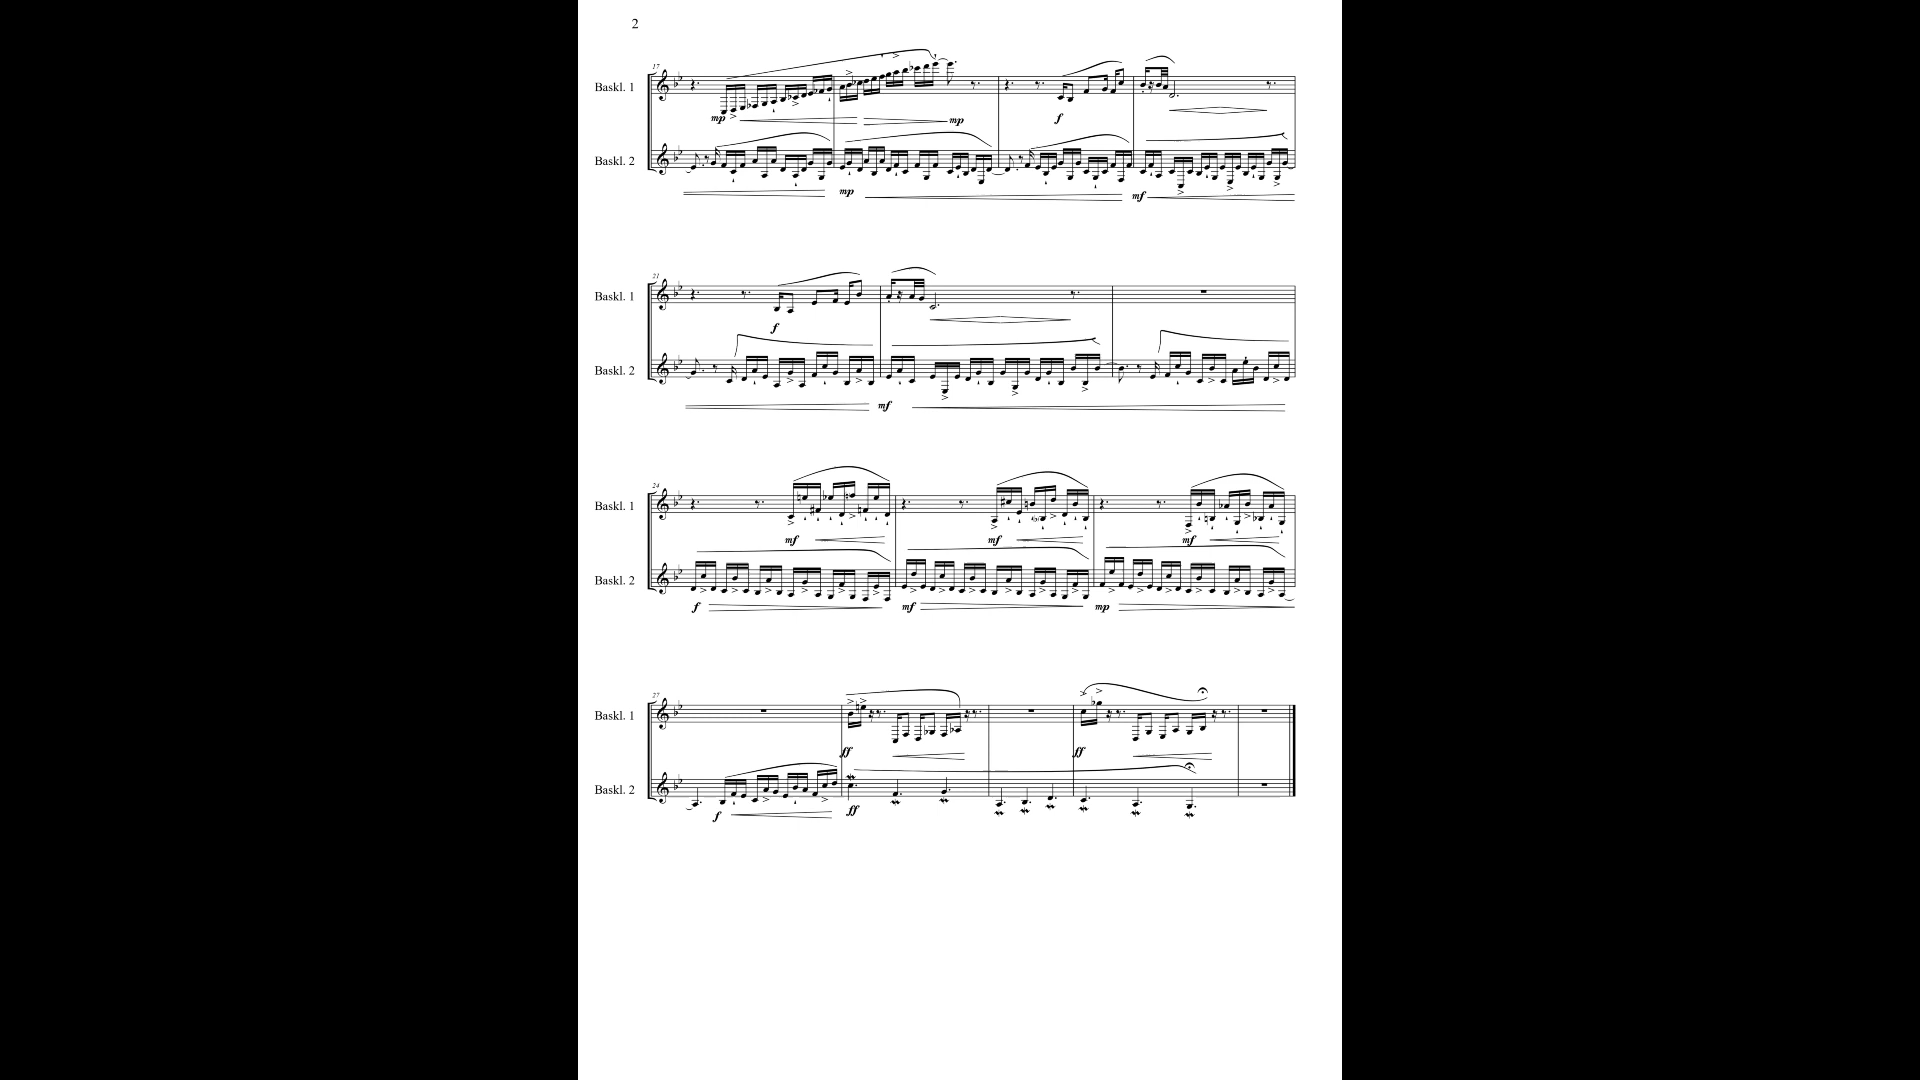 2
17
Baskl. 1
mp mp f
Baskl. 2
mp mf
21
Baskl. 1
f
Baskl. 2
mf
24
Baskl. 1
mf mf mf
Baskl. 2
f mf mp
27
Baskl. 1
ff ff
Baskl. 2
f ff